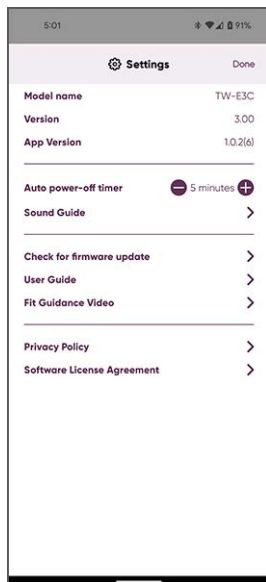 5:01 91%
Settings Done
Model name TW-E3C
Version 3.00
App Version 1.0.2(6)
Auto power-off timer 5 minutes
Sound Guide
Check for firmware update
User Guide
Fit Guidance Video
Privacy Policy
Software License Agreement